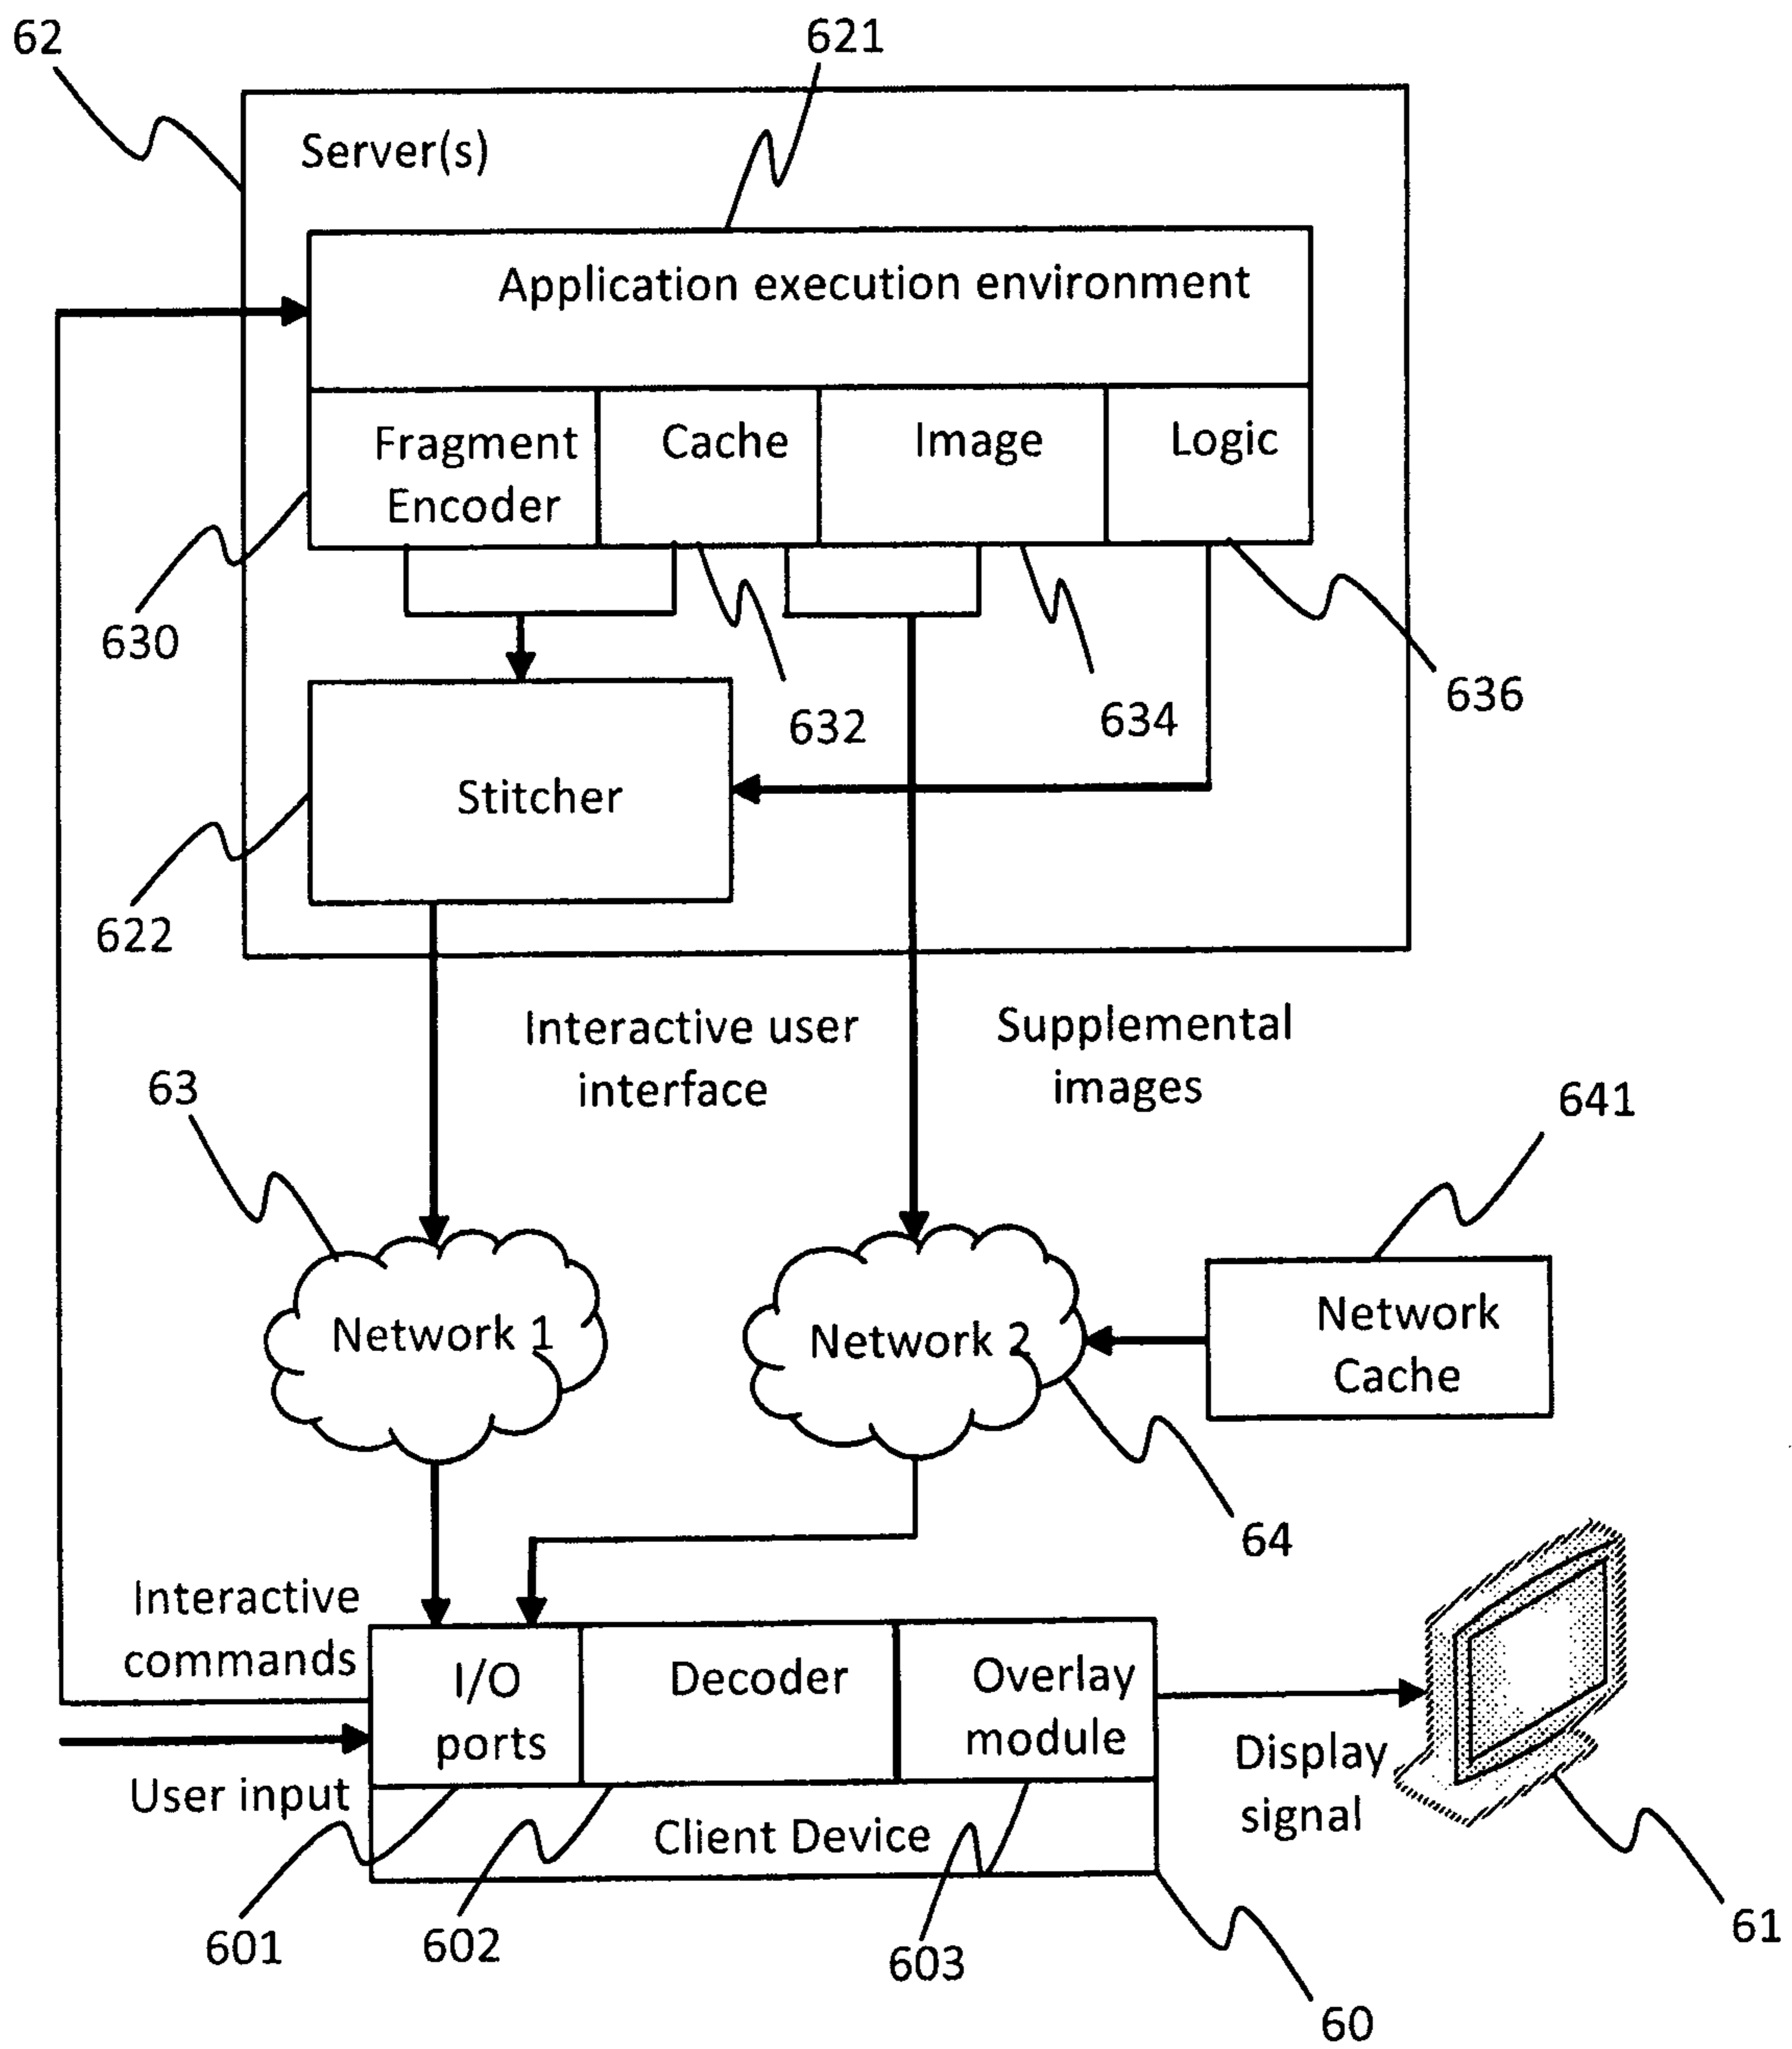 62
621
Server(s)
Application execution environment
Fragment
Encoder
Cache
Image
Logic
630
632
634
636
Stitcher
622
Interactive user
interface
Supplemental
images
63
641
Network 1
Network 2
Network
Cache
64
Interactive
commands
I/O
ports
Decoder
Overlay
module
Display
signal
User input
Client Device
601
602
603
61
60